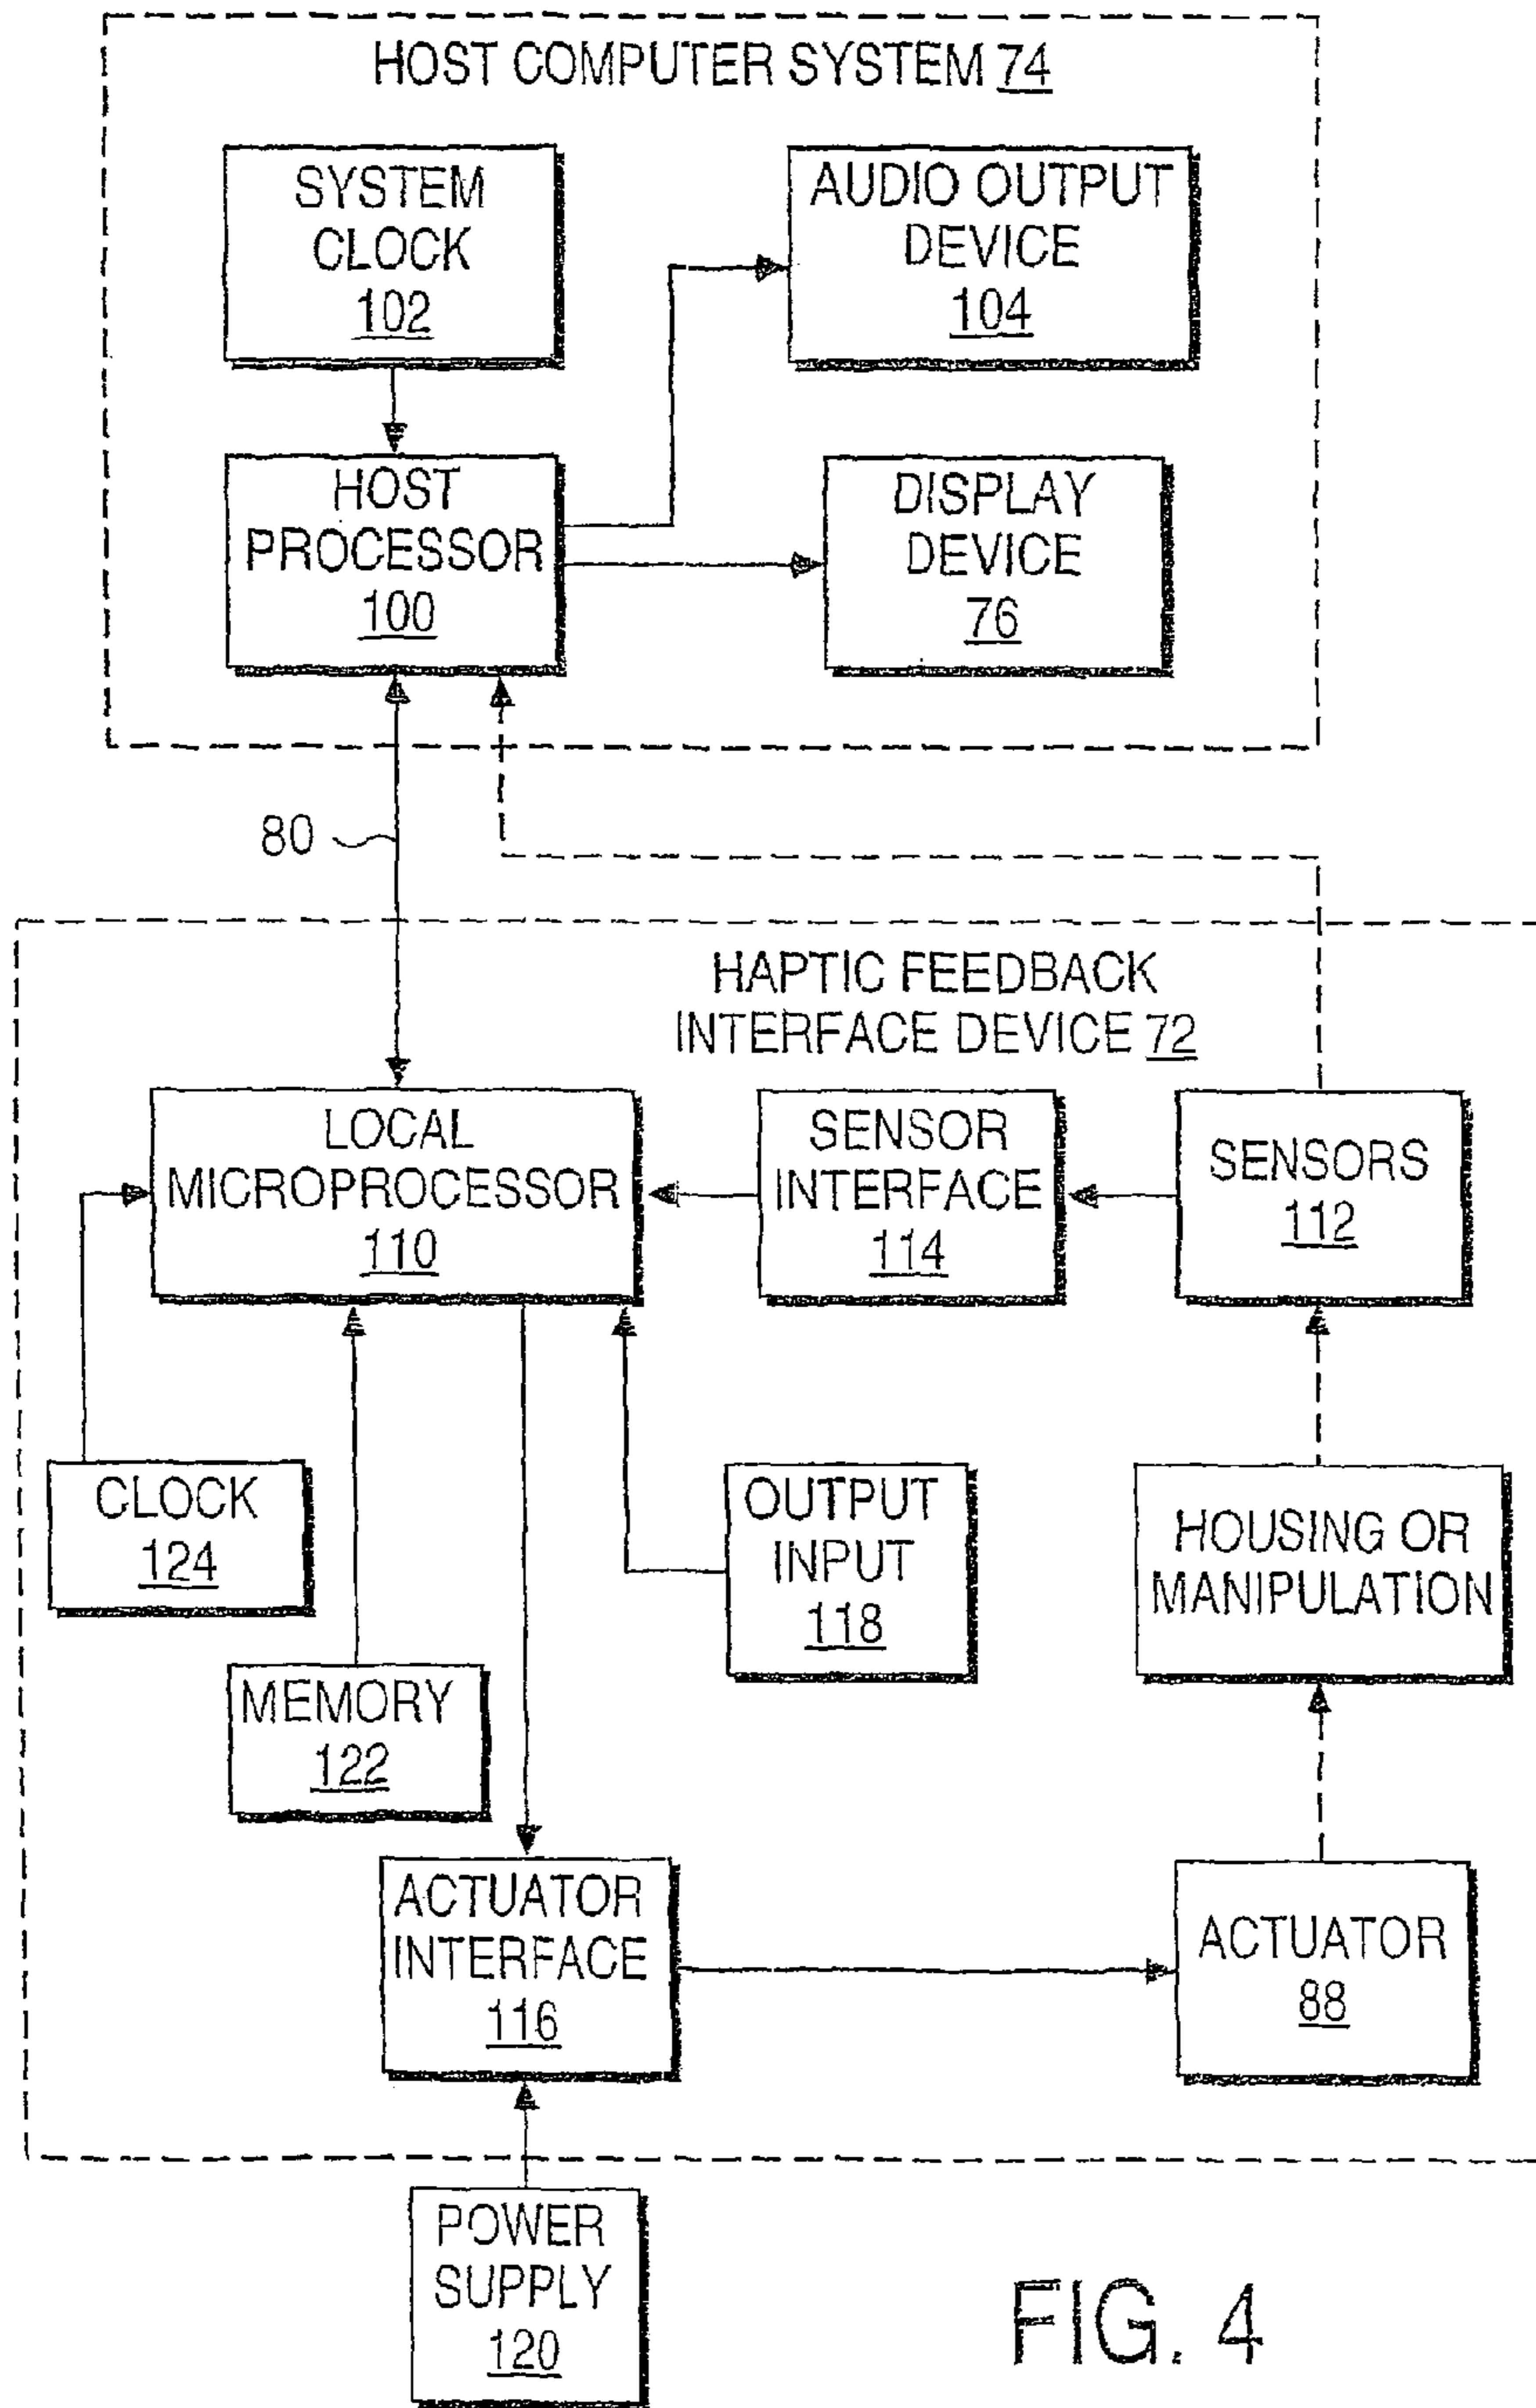 HOST COMPUTER SYSTEM 74
SYSTEM
CLOCK
102
AUDIO OUTPUT
DEVICE
104
HOST
PROCESSOR
100
DISPLAY
DEVICE
76
80
HAPTIC FEEDBACK
INTERFACE DEVICE 72
LOCAL
MICROPROCESSOR
110
SENSOR
INTERFACE
114
SENSORS
112
CLOCK
124
OUTPUT
INPUT
118
HOUSING OR
MANIPULATION
MEMORY
122
ACTUATOR
INTERFACE
116
ACTUATOR
88
POWER
SUPPLY
120
FIG. 4